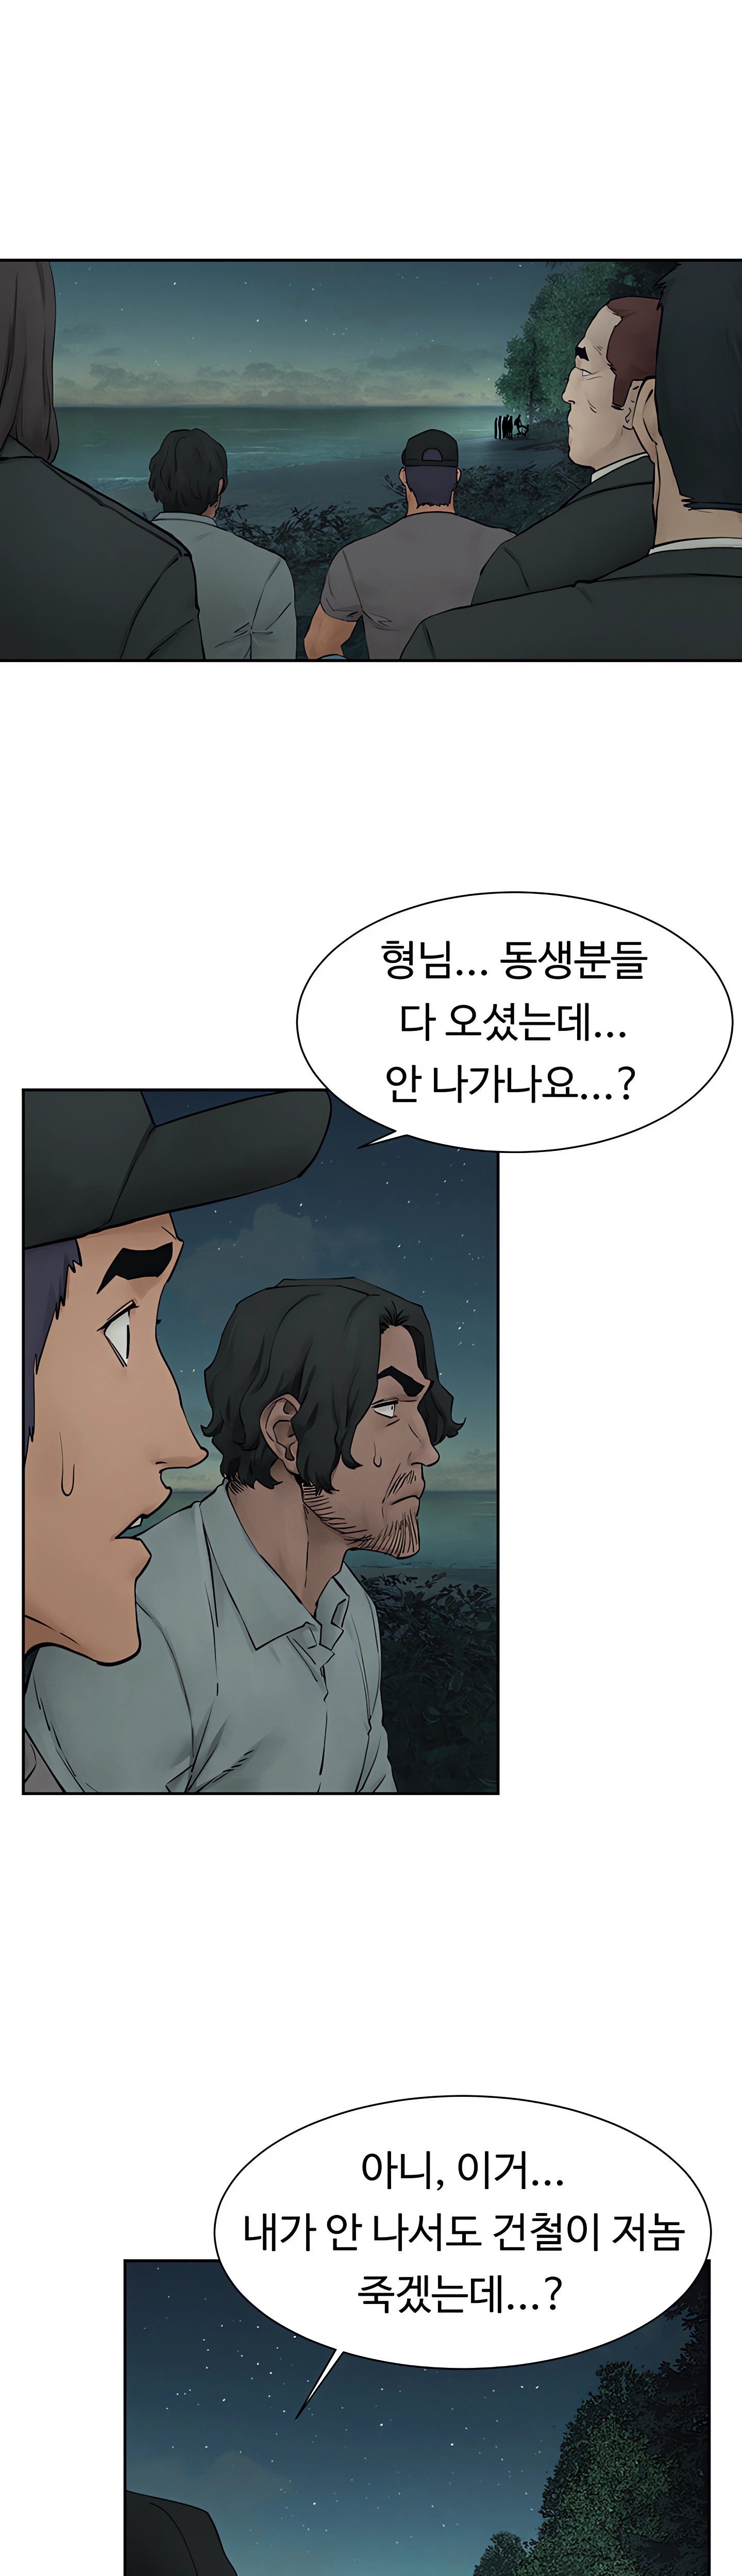 형님... 동생분들
다 오셨는데...
안 나가나요...?
아니, 이거...
내가 안 나서도 건철이 저놈
죽겠는데...?